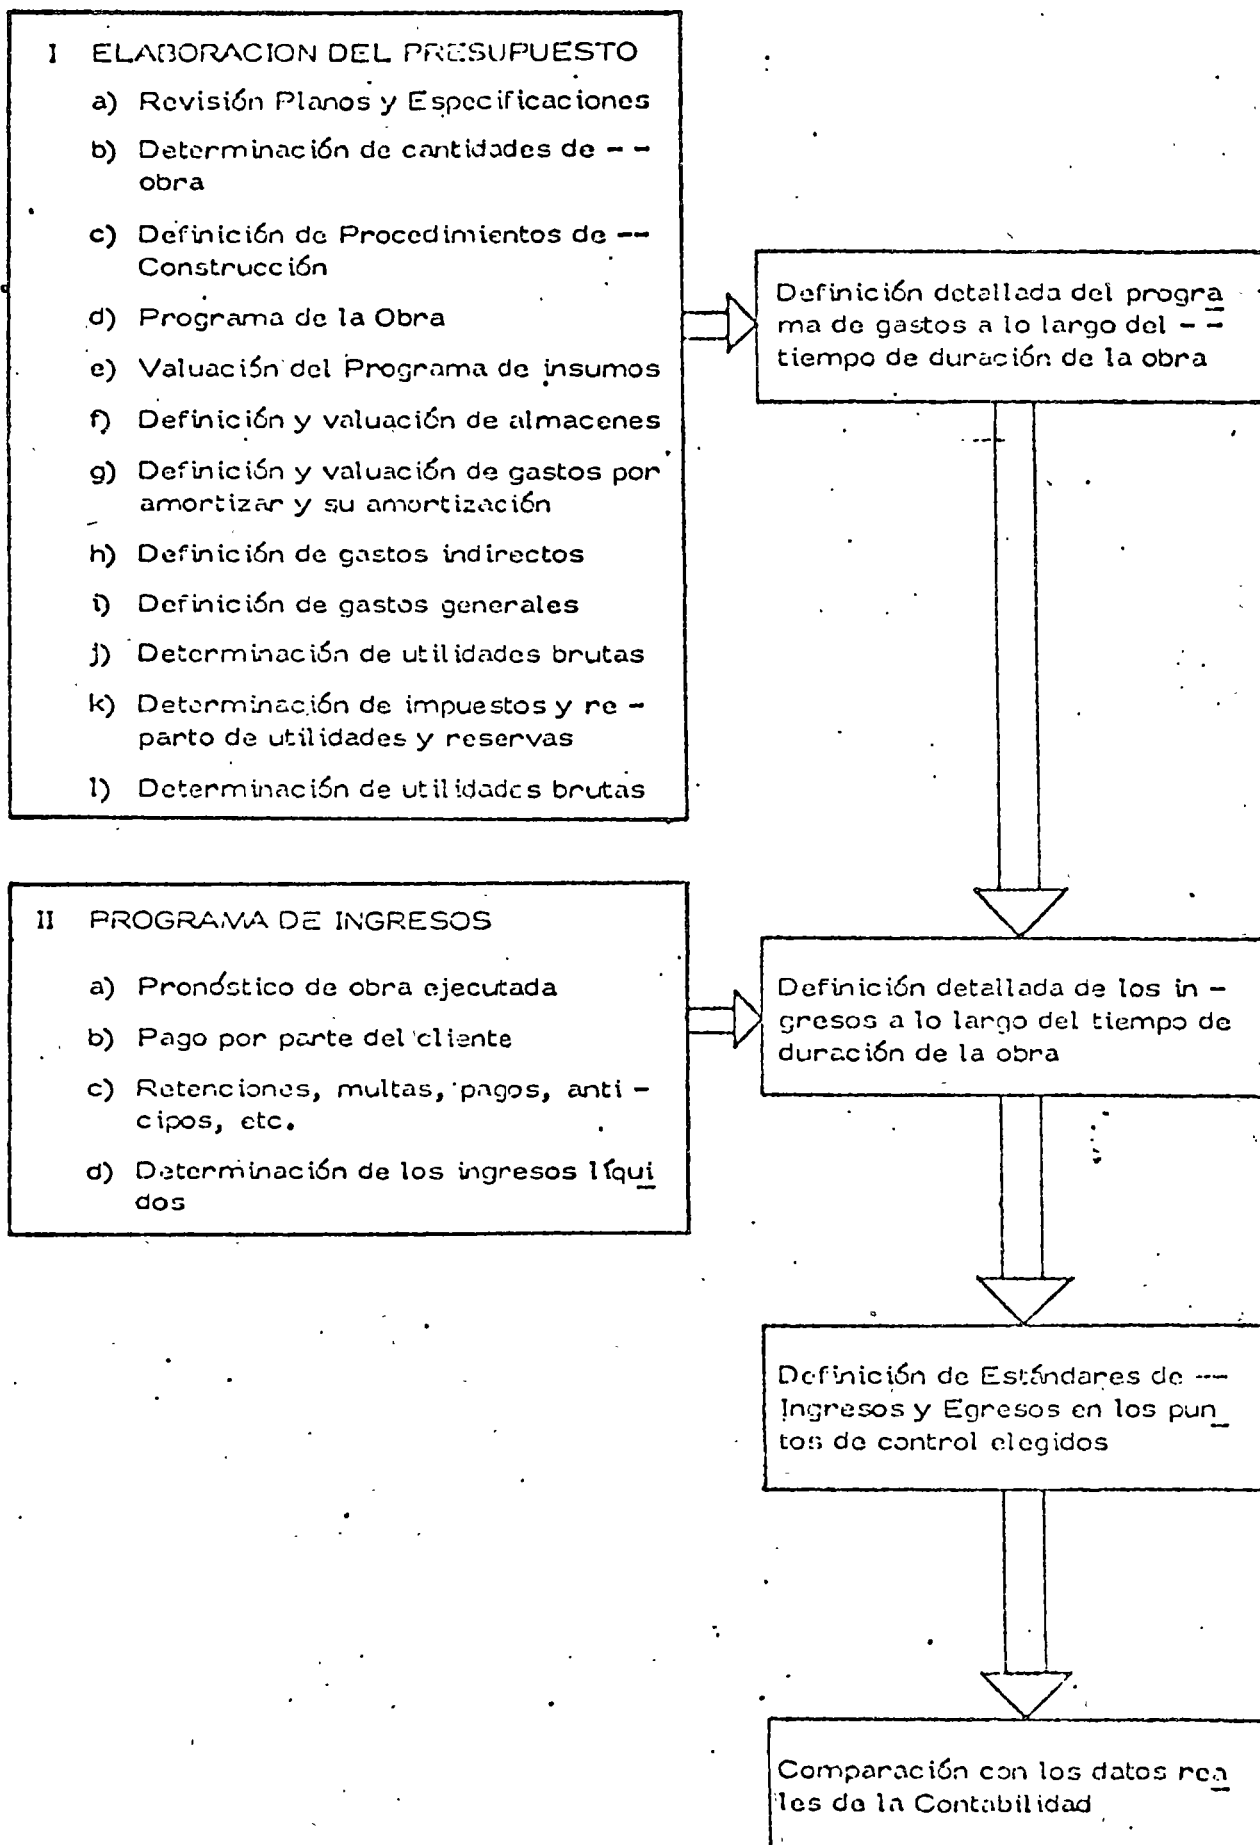 I ELABORACION DEL PRESUPUESTO
a) Revisión Planos y Especificaciones
b) Determinación de cantidades de - -
obra
c) Definición de Procedimientos de --
Construcción
d) Programa de la Obra
e) Valuación del Programa de insumos
f) Definición y valuación de almacenes
g) Definición y valuación de gastos por
amortizar y su amortización
h) Definición de gastos indirectos
i) Definición de gastos generales
j) Determinación de utilidades brutas
k) Determinación de impuestos y re -
parto de utilidades y reservas
l) Determinación de utilidades brutas
Definición detallada del progra
ma de gastos a lo largo del - -
tiempo de duración de la obra
II PROGRAMA DE INGRESOS
a) Pronóstico de obra ejecutada
b) Pago por parte del cliente
c) Retenciones, multas, pagos, anti -
cipos, etc.
d) Determinación de los ingresos líqui
dos
Definición detallada de los in -
gresos a lo largo del tiempo de
duración de la obra
Definición de Estándares de ---
Ingresos y Egresos en los pun
tos de control elegidos
Comparación con los datos rea
les de la Contabilidad